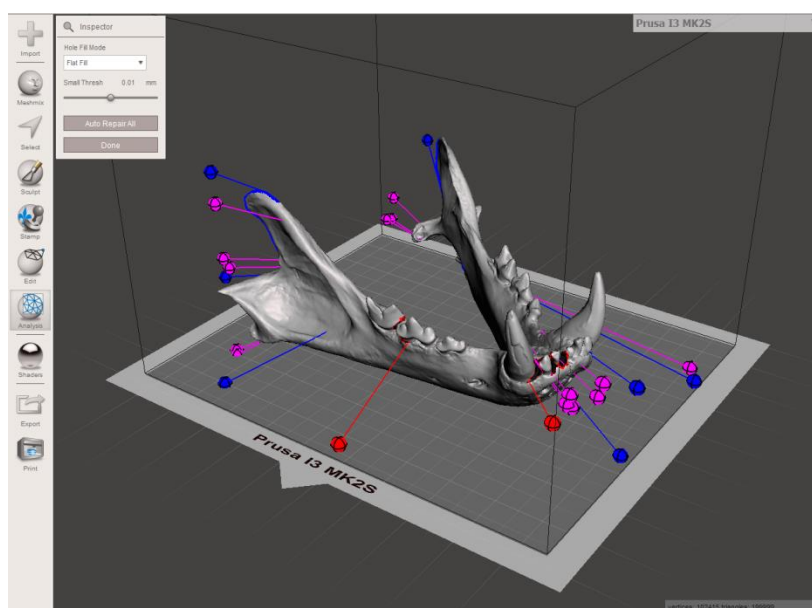 Import
Meshmix
Select
Sculpt
Stamp
Edit
Analysis
Shaders
Export
Print
Inspector
Hole Fill Mode
Flat Fill
Small Thresh 0.01 mm
Auto Repair All
Done
Prusa I3 MK2S
Prusa I3 MK2S